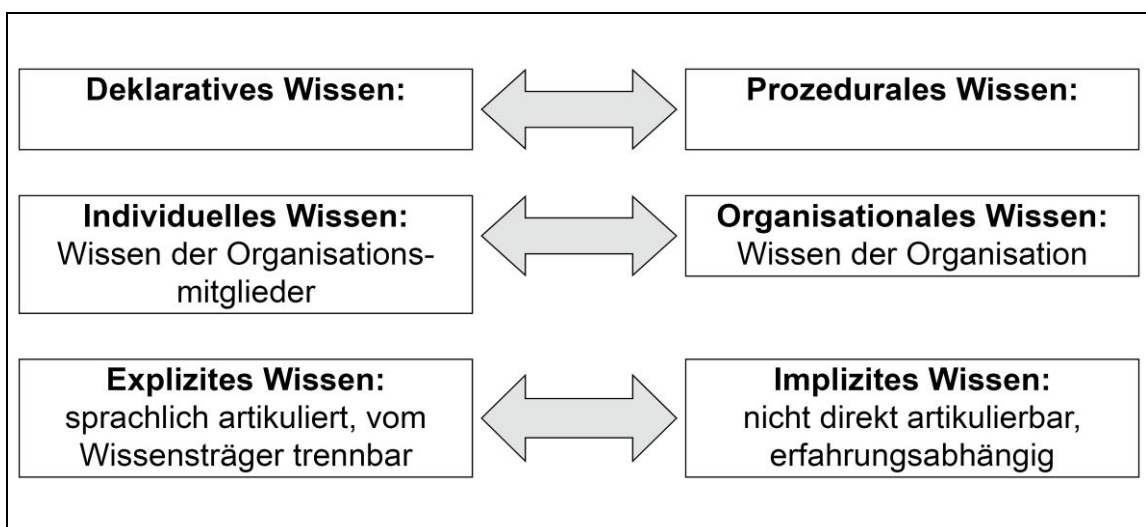 Deklaratives Wissen:
Prozedurales Wissen:
Individuelles Wissen:
Wissen der Organisations-
mitglieder
Organisationales Wissen:
Wissen der Organisation
Explizites Wissen:
sprachlich artikuliert, vom
Wissensträger trennbar
Implizites Wissen:
nicht direkt artikulierbar,
erfahrungsabhängig